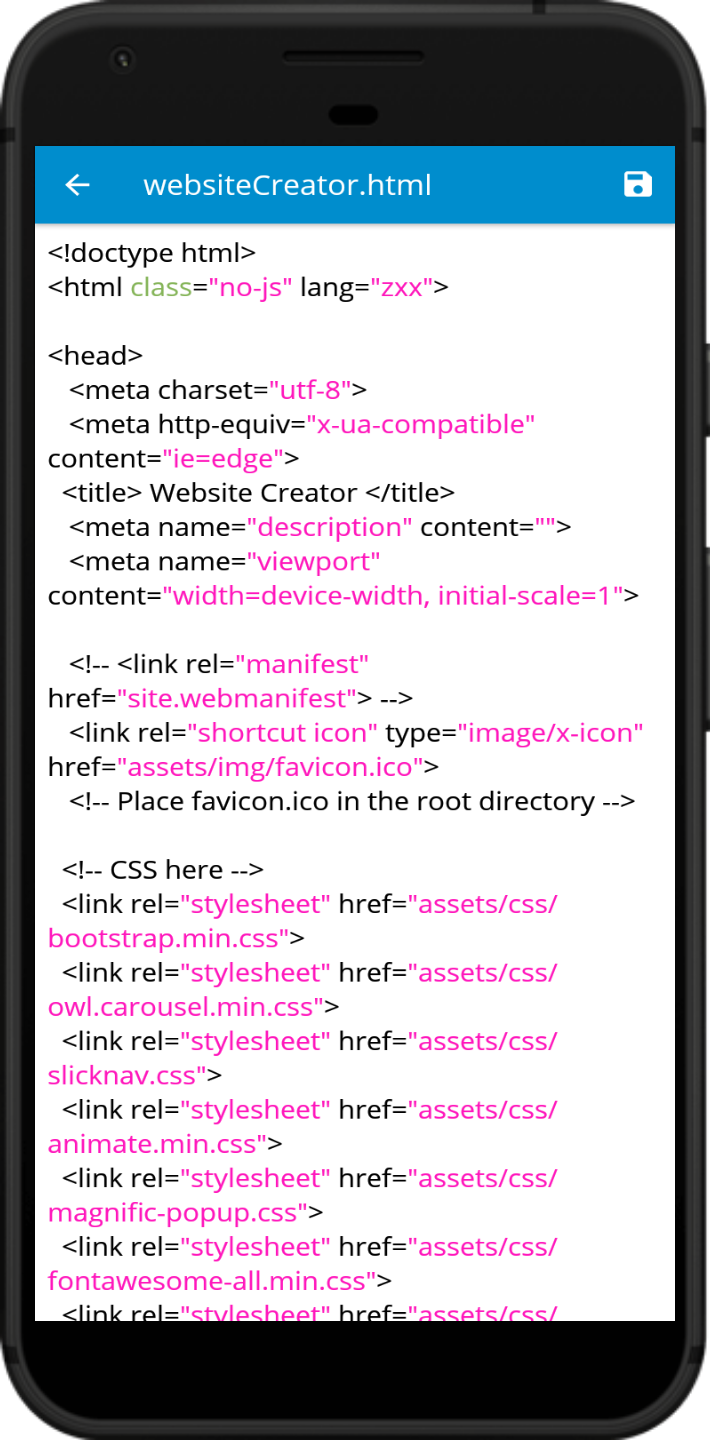 websiteCreator.html
<!doctype html>
<html class="no-js" lang="zxx">
<head>
<meta charset="utf-8">
<meta http-equiv="x-ua-compatible"
content="ie=edge">
<title> Website Creator </title>
<meta name="description" content="">
<meta name="viewport"
content="width=device-width, initial-scale=1">
<!-- <link rel="manifest"
href="site.webmanifest"> -->
<link rel="shortcut icon" type="image/x-icon"
href="assets/img/favicon.ico">
<!-- Place favicon.ico in the root directory -->
<!-- CSS here -->
<link rel="stylesheet" href="assets/css/
bootstrap.min.css">
<link rel="stylesheet" href="assets/css/
owl.carousel.min.css">
<link rel="stylesheet" href="assets/css/
slicknav.css">
<link rel="stylesheet" href="assets/css/
animate.min.css">
<link rel="stylesheet" href="assets/css/
magnific-popup.css">
<link rel="stylesheet" href="assets/css/
fontawesome-all.min.css">
<link rel="stylesheet" href="assets/css/